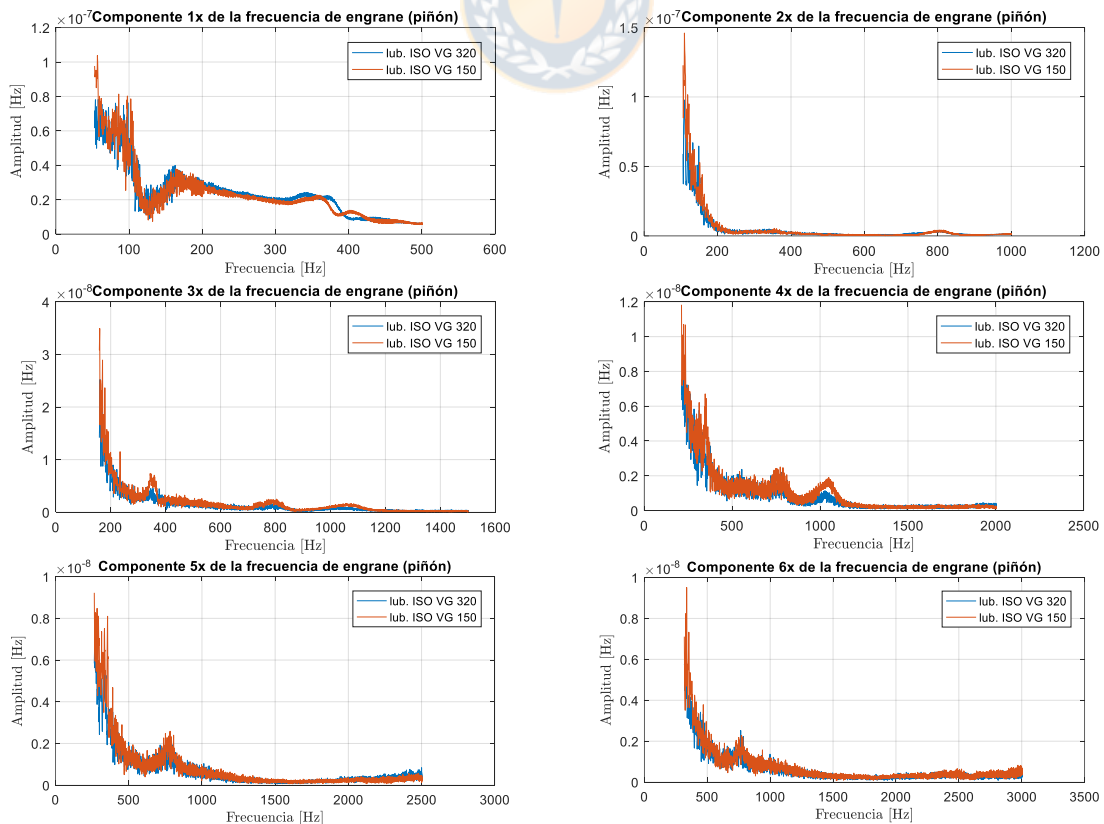 ×10⁻⁷ Componente 1x de la frecuencia de engrane (piñón)
lub. ISO VG 320
lub. ISO VG 150
Amplitud [Hz]
1.2
1
0.8
0.6
0.4
0.2
0
0 100 200 300 400 500 600
Frecuencia [Hz]
×10⁻⁷ Componente 2x de la frecuencia de engrane (piñón)
lub. ISO VG 320
lub. ISO VG 150
Amplitud [Hz]
1.5
1
0.5
0
0 200 400 600 800 1000 1200
Frecuencia [Hz]
×10⁻⁸ Componente 3x de la frecuencia de engrane (piñón)
lub. ISO VG 320
lub. ISO VG 150
Amplitud [Hz]
4
3
2
1
0
0 200 400 600 800 1000 1200 1400 1600
Frecuencia [Hz]
×10⁻⁸ Componente 4x de la frecuencia de engrane (piñón)
lub. ISO VG 320
lub. ISO VG 150
Amplitud [Hz]
1.2
1
0.8
0.6
0.4
0.2
0
0 500 1000 1500 2000 2500
Frecuencia [Hz]
×10⁻⁸ Componente 5x de la frecuencia de engrane (piñón)
lub. ISO VG 320
lub. ISO VG 150
Amplitud [Hz]
1
0.8
0.6
0.4
0.2
0
0 500 1000 1500 2000 2500 3000
Frecuencia [Hz]
×10⁻⁸ Componente 6x de la frecuencia de engrane (piñón)
lub. ISO VG 320
lub. ISO VG 150
Amplitud [Hz]
1
0.8
0.6
0.4
0.2
0
0 500 1000 1500 2000 2500 3000 3500
Frecuencia [Hz]